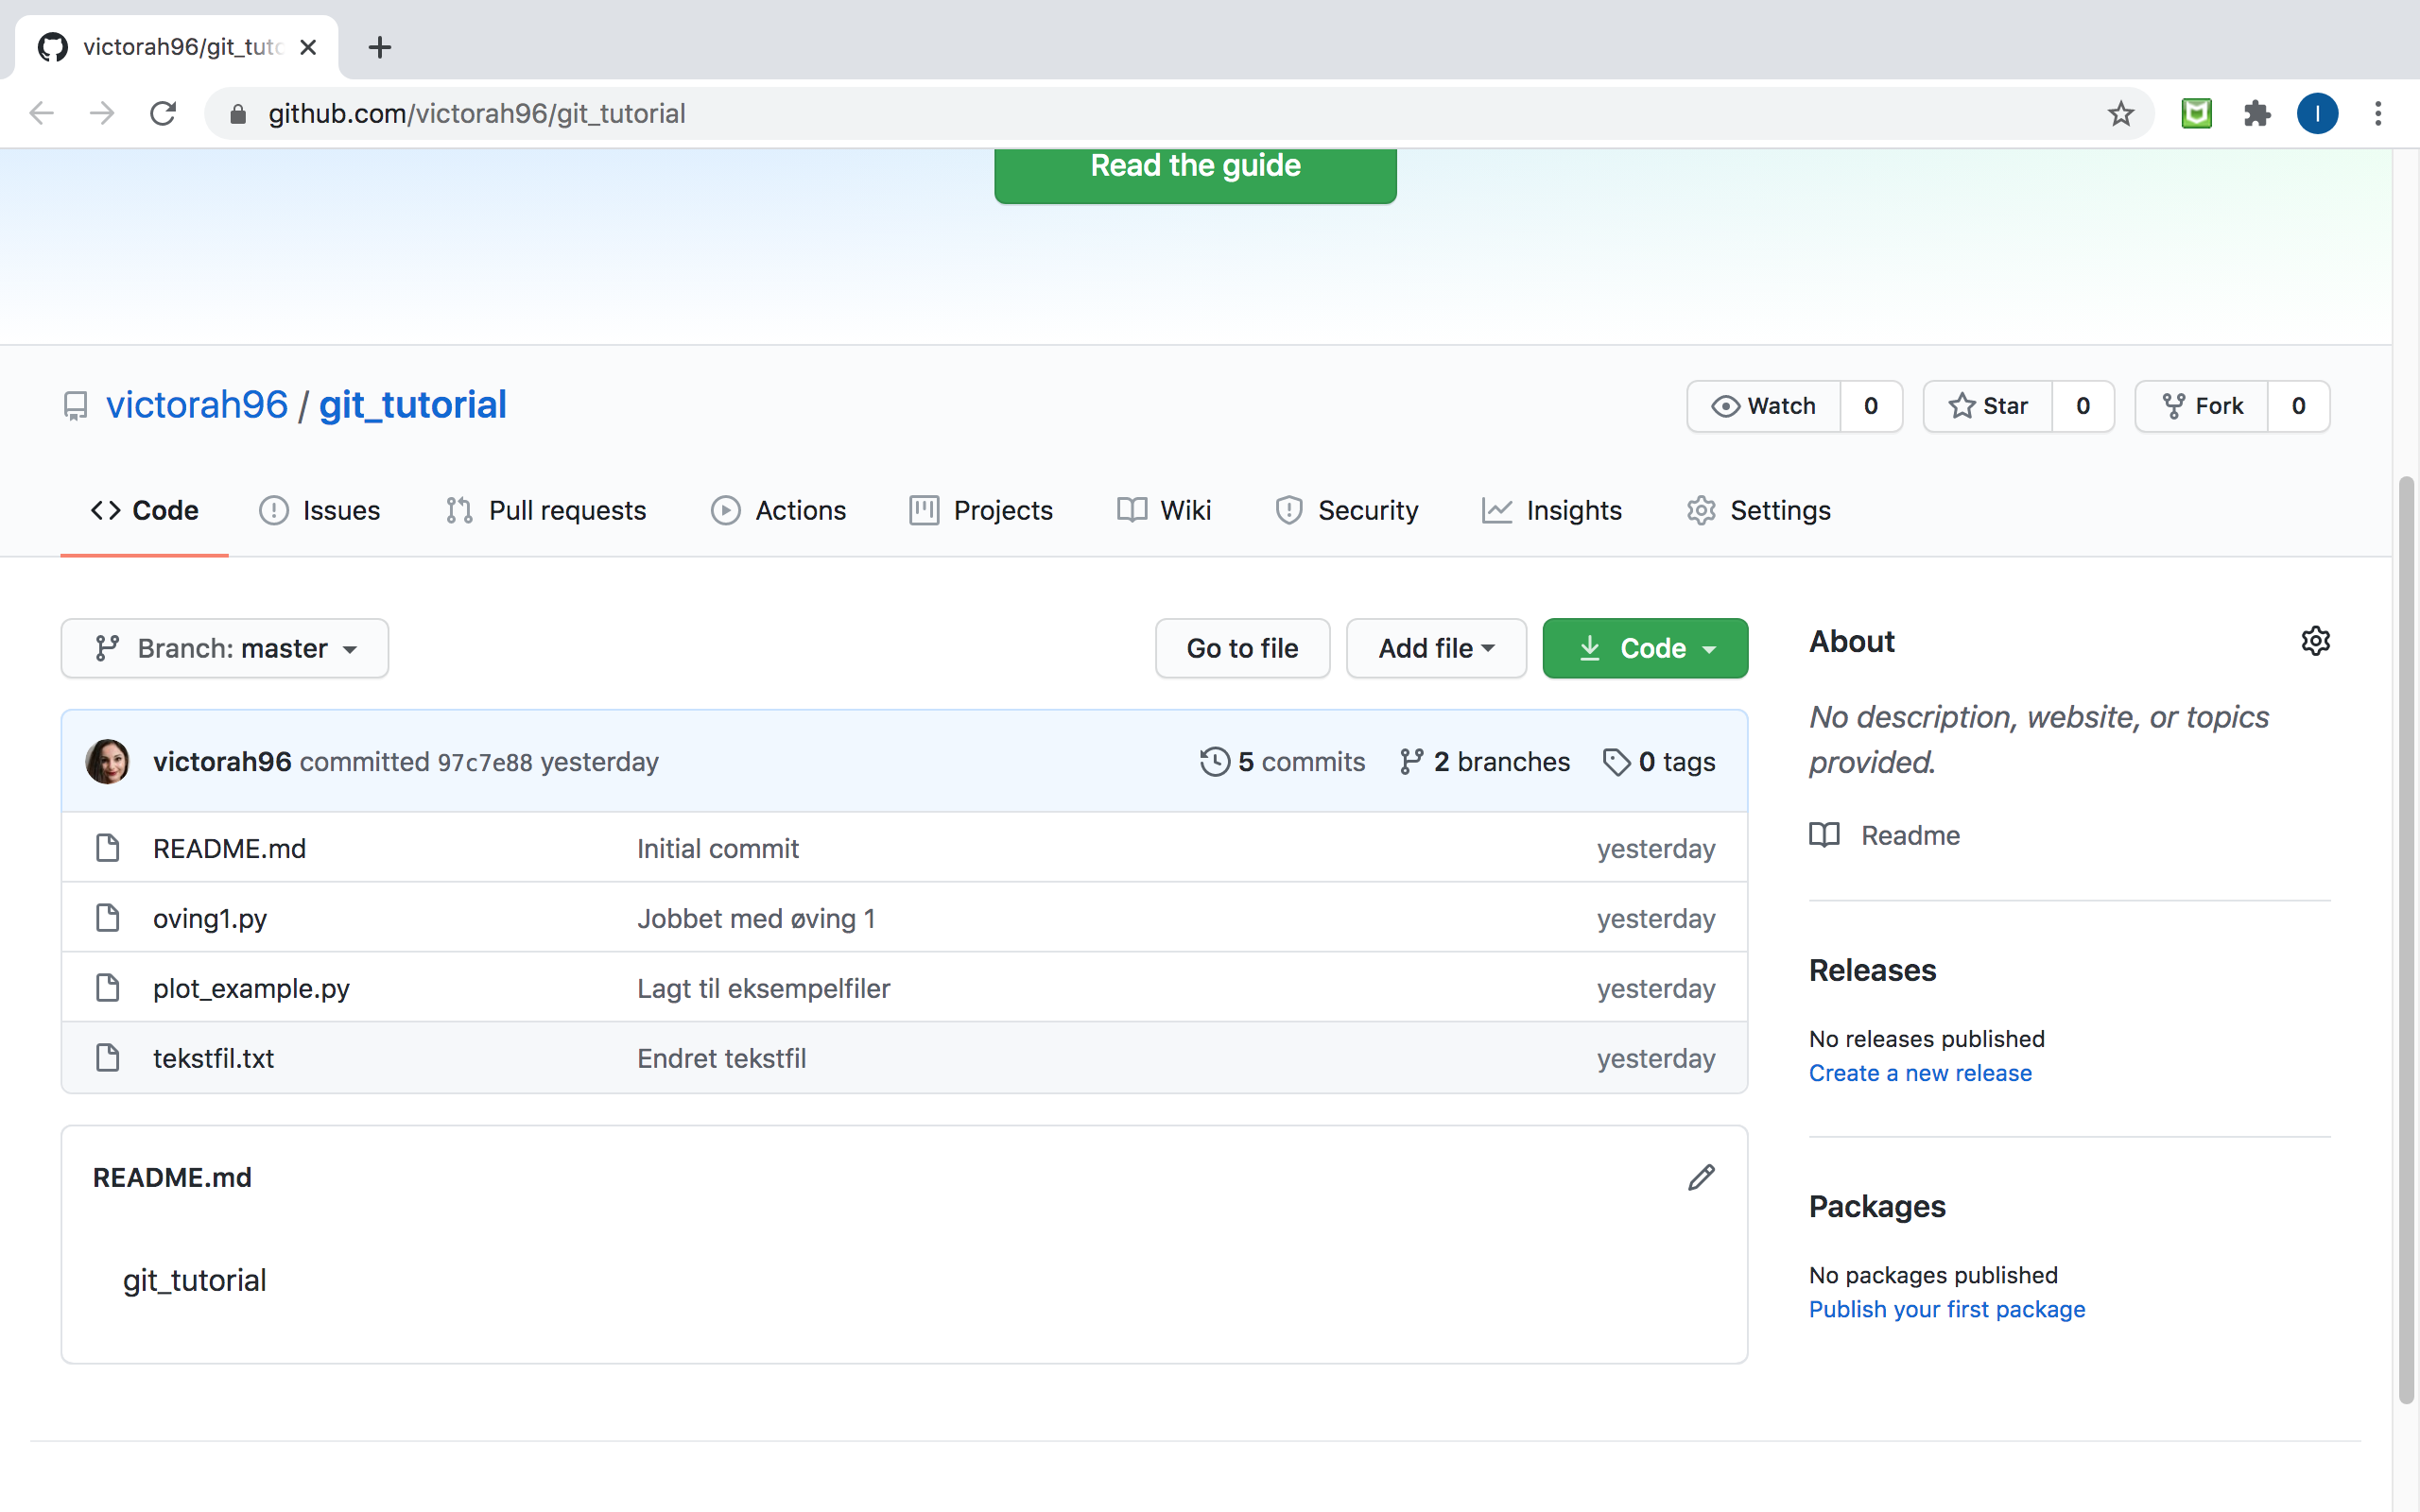 victorah96/git_tuto
github.com/victorah96/git_tutorial
I
Read the guide
victorah96 / git_tutorial
Watch 0 Star 0 Fork 0
Code Issues Pull requests Actions Projects Wiki Security Insights Settings
Branch: master Go to file Add file Code
About
No description, website, or topics
provided.
Readme
victorah96 committed 97c7e88 yesterday 5 commits 2 branches 0 tags
README.md Initial commit yesterday
oving1.py Jobbet med øving 1 yesterday
plot_example.py Lagt til eksempelfiler yesterday
tekstfil.txt Endret tekstfil yesterday
Releases
No releases published
Create a new release
README.md
git_tutorial
Packages
No packages published
Publish your first package